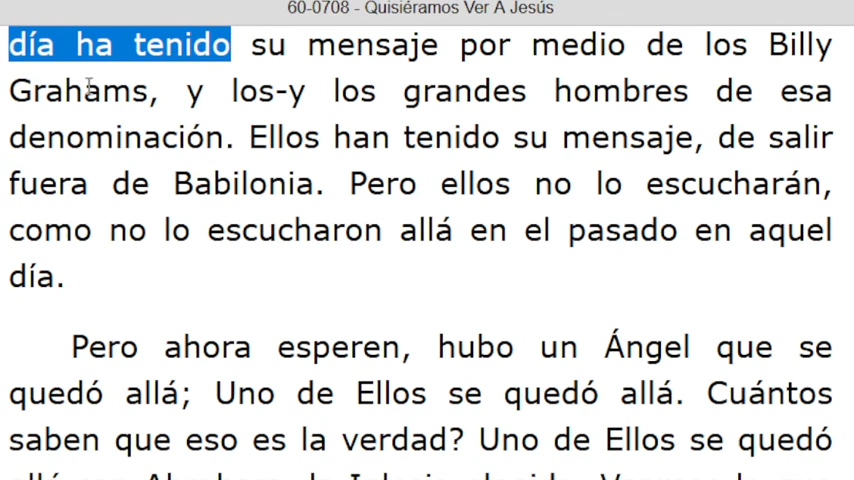 60-0708 - Quisiéramos Ver A Jesús
día ha tenido su mensaje por medio de los Billy
Grahams, y los-y los grandes hombres de esa
denominación. Ellos han tenido su mensaje, de salir
fuera de Babilonia. Pero ellos no lo escucharán,
como no lo escucharon allá en el pasado en aquel
día.
Pero ahora esperen, hubo un Ángel que se
quedó allá; Uno de Ellos se quedó allá. Cuántos
saben que eso es la verdad? Uno de Ellos se quedó